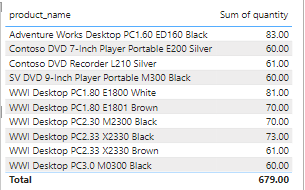 product_name Sum of quantity
Adventure Works Desktop PC1.60 ED160 Black 83.00
Contoso DVD 7-Inch Player Portable E200 Silver 60.00
Contoso DVD Recorder L210 Silver 61.00
SV DVD 9-Inch Player Portable M300 Black 60.00
WWI Desktop PC1.80 E1800 White 81.00
WWI Desktop PC1.80 E1801 Brown 70.00
WWI Desktop PC2.30 M2300 Black 70.00
WWI Desktop PC2.33 X2330 Black 73.00
WWI Desktop PC2.33 X2330 Brown 61.00
WWI Desktop PC3.0 M0300 Black 60.00
Total 679.00